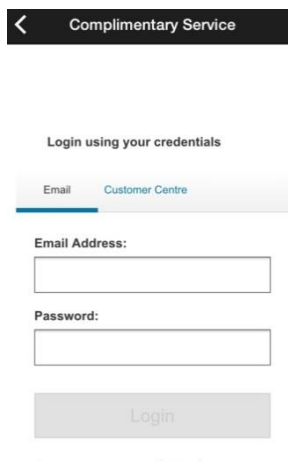 Complimentary Service
Login using your credentials
Email Customer Centre
Email Address:
Password:
Login